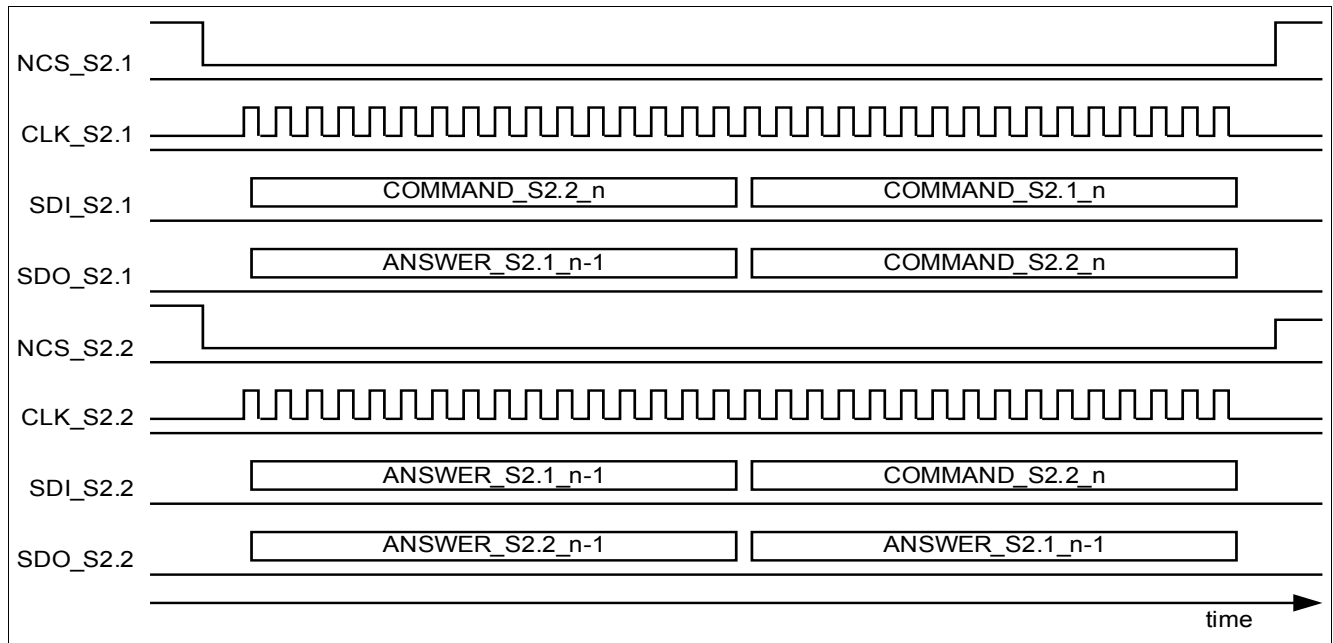 NCS_S2.1
CLK_S2.1
SDI_S2.1 COMMAND_S2.2_n COMMAND_S2.1_n
SDO_S2.1 ANSWER_S2.1_n-1 COMMAND_S2.2_n
NCS_S2.2
CLK_S2.2
SDI_S2.2 ANSWER_S2.1_n-1 COMMAND_S2.2_n
SDO_S2.2 ANSWER_S2.2_n-1 ANSWER_S2.1_n-1
time